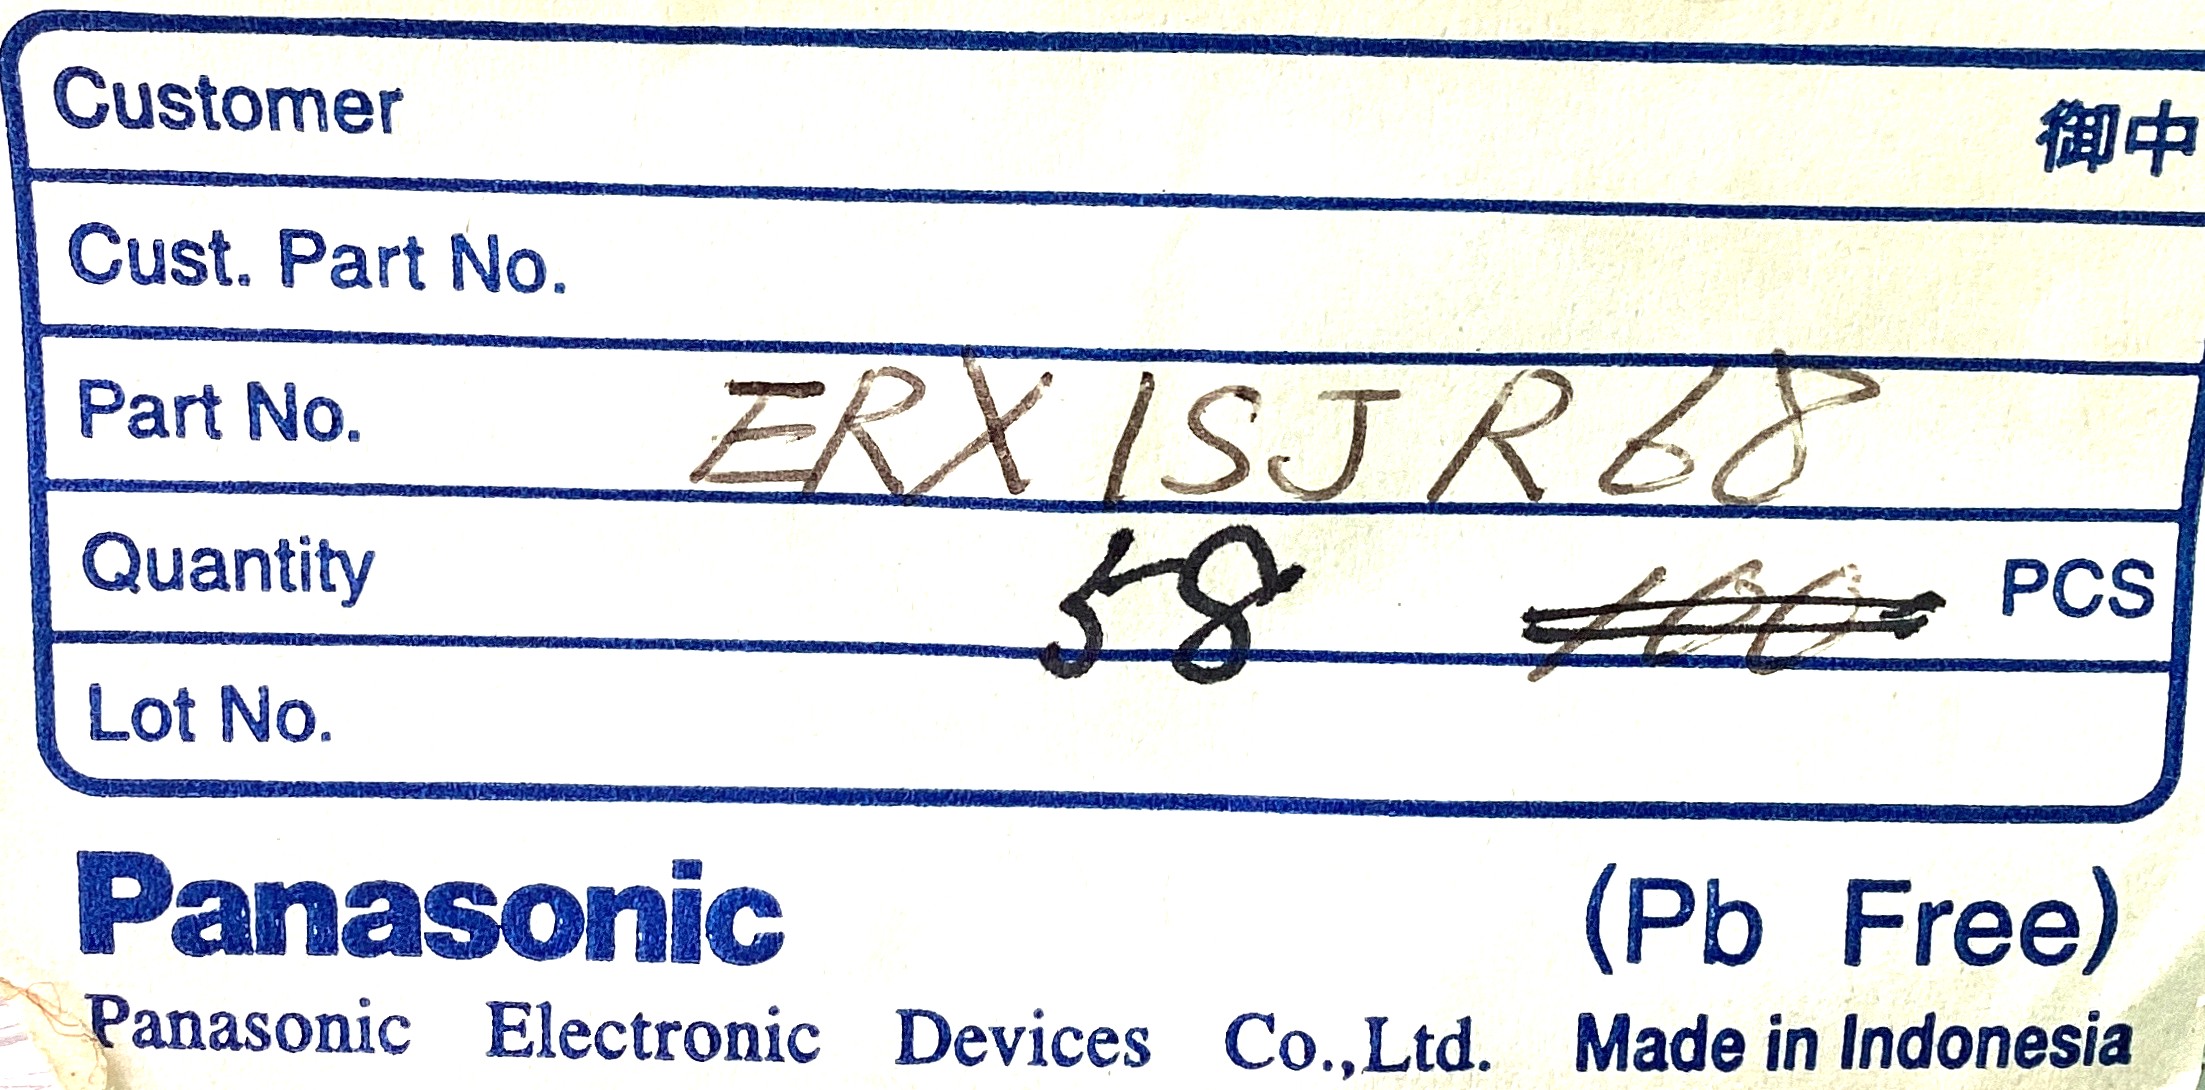 Customer 御中
Cust. Part No.
Part No. ERX1SJR68
Quantity 58 100 PCS
Lot No.
Panasonic (Pb Free)
Panasonic Electronic Devices Co.,Ltd. Made in Indonesia